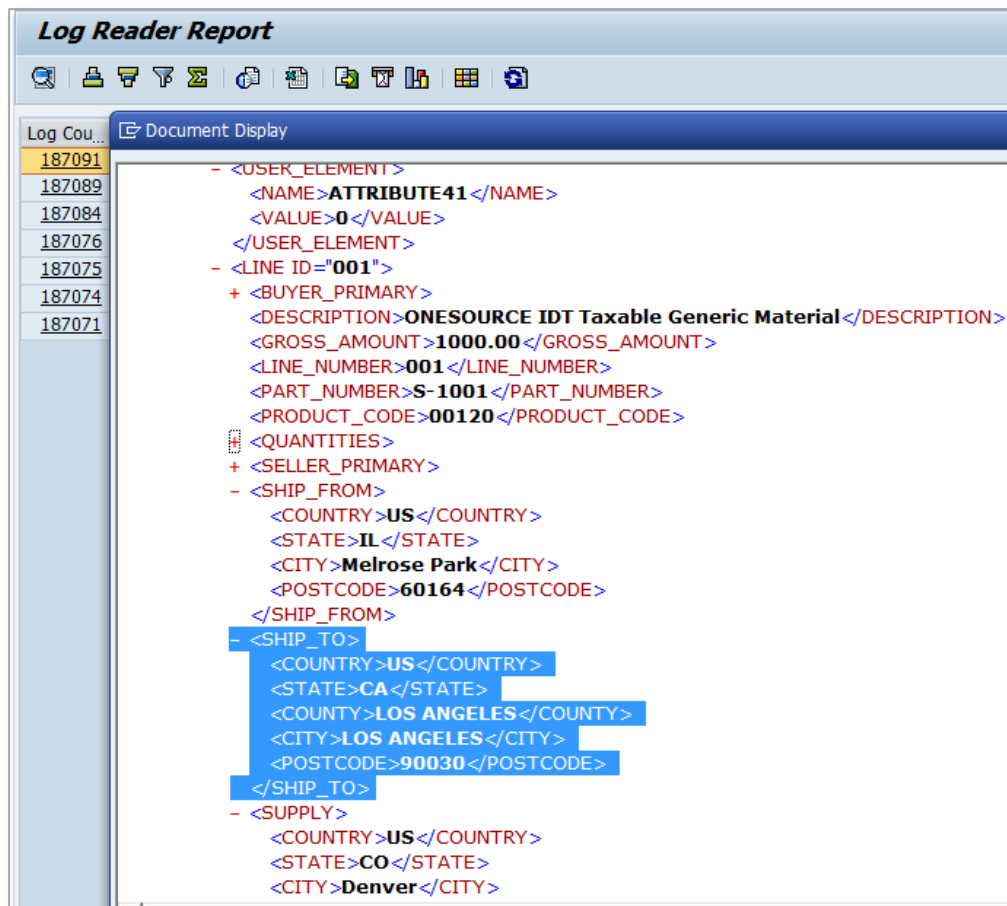 Log Reader Report
Log Cou...
187091
187089
187084
187076
187075
187074
187071
Document Display
- <USER_ELEMENT>
<NAME>ATTRIBUTE41</NAME>
<VALUE>0</VALUE>
</USER_ELEMENT>
- <LINE ID="001">
+ <BUYER_PRIMARY>
<DESCRIPTION>ONESOURCE IDT Taxable Generic Material</DESCRIPTION>
<GROSS_AMOUNT>1000.00</GROSS_AMOUNT>
<LINE_NUMBER>001</LINE_NUMBER>
<PART_NUMBER>S-1001</PART_NUMBER>
<PRODUCT_CODE>00120</PRODUCT_CODE>
+ <QUANTITIES>
+ <SELLER_PRIMARY>
- <SHIP_FROM>
<COUNTRY>US</COUNTRY>
<STATE>IL</STATE>
<CITY>Melrose Park</CITY>
<POSTCODE>60164</POSTCODE>
</SHIP_FROM>
- <SHIP_TO>
<COUNTRY>US</COUNTRY>
<STATE>CA</STATE>
<COUNTY>LOS ANGELES</COUNTY>
<CITY>LOS ANGELES</CITY>
<POSTCODE>90030</POSTCODE>
</SHIP_TO>
- <SUPPLY>
<COUNTRY>US</COUNTRY>
<STATE>CO</STATE>
<CITY>Denver</CITY>